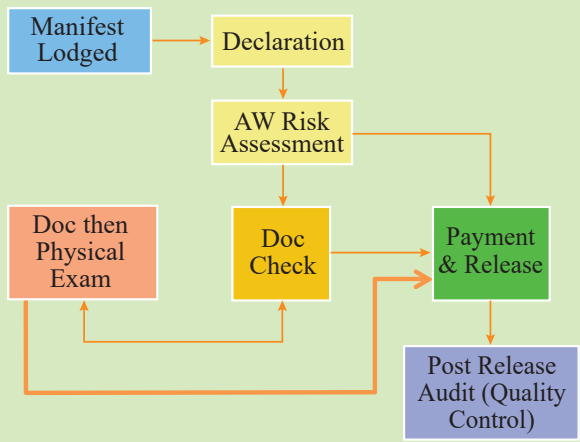 Manifest
Lodged
Declaration
AW Risk
Assessment
Doc then
Physical
Exam
Doc
Check
Payment
& Release
Post Release
Audit (Quality
Control)